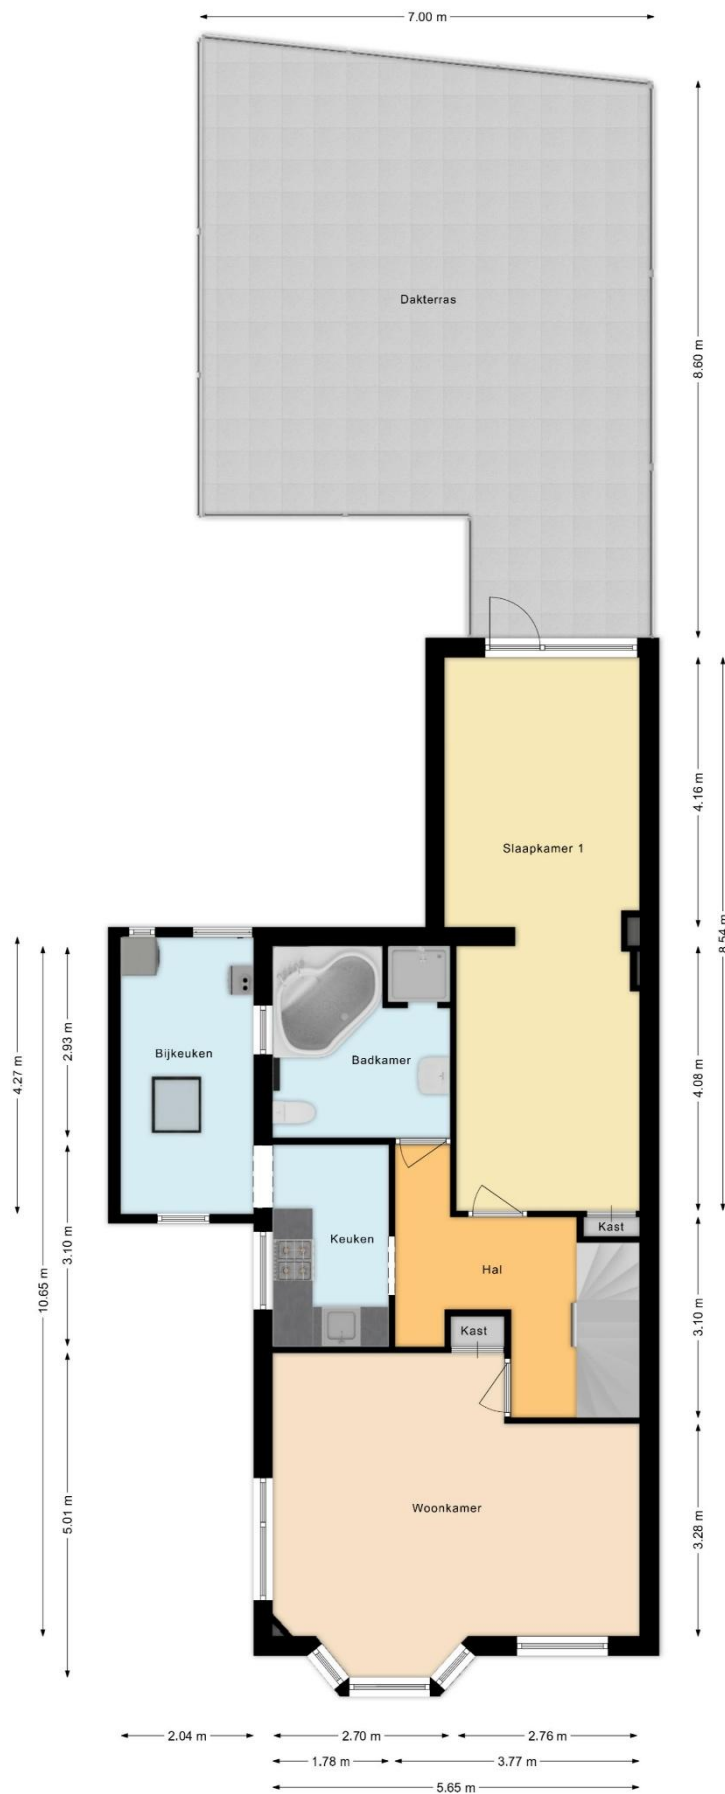 7.00 m
Dakterras
8.60 m
4.16 m
Slaapkamer 1
8.54 m
Bijkeuken
Badkamer
2.93 m
4.27 m
4.08 m
Kast
Keuken
3.10 m
Hal
10.65 m
3.10 m
Kast
Woonkamer
5.01 m
3.28 m
2.04 m
2.70 m
2.76 m
1.78 m
3.77 m
5.65 m